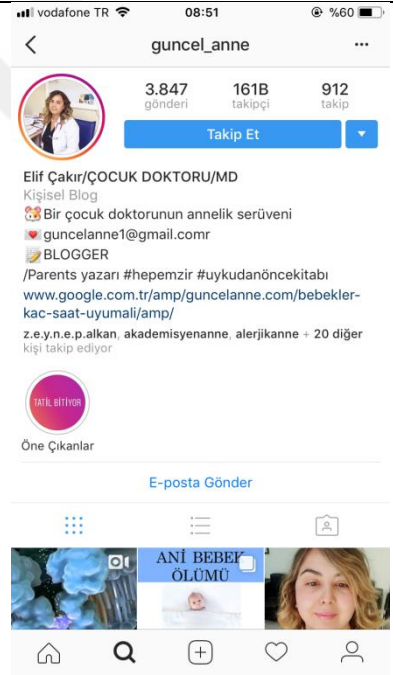 vodafone TR 08:51 %60
guncel_anne
3.847 161B 912
gönderi takipçi takip
Takip Et
Elif Çakır/ÇOCUK DOKTORU/MD
Kişisel Blog
🐹Bir çocuk doktorunun annelik serüveni
💌guncelanne1@gmail.comr
📝BLOGGER
/Parents yazarı #hepemzir #uykudanöncekitabı
www.google.com.tr/amp/guncelanne.com/bebekler-
kac-saat-uyumali/amp/
z.e.y.n.e.p.alkan, akademisyenanne, alerjikanne + 20 diğer
kişi takip ediyor
TATİL BİTİYOR
Öne Çıkanlar
E-posta Gönder
ANİ BEBEK
ÖLÜMÜ